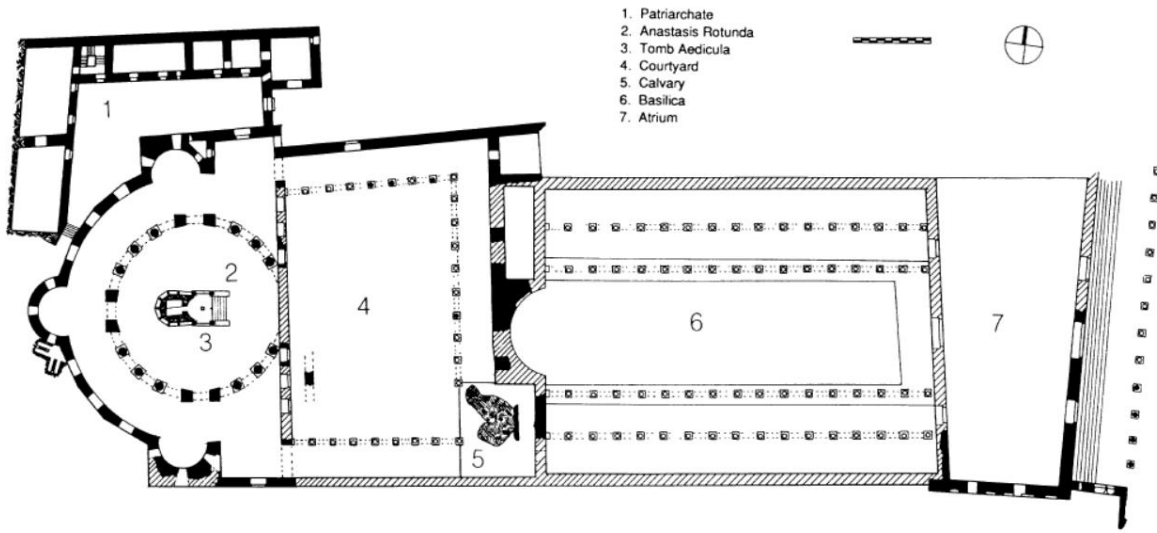 1. Patriarchate
2. Anastasis Rotunda
3. Tomb Aedicula
4. Courtyard
5. Calvary
6. Basilica
7. Atrium
1
2
3
4
5
6
7